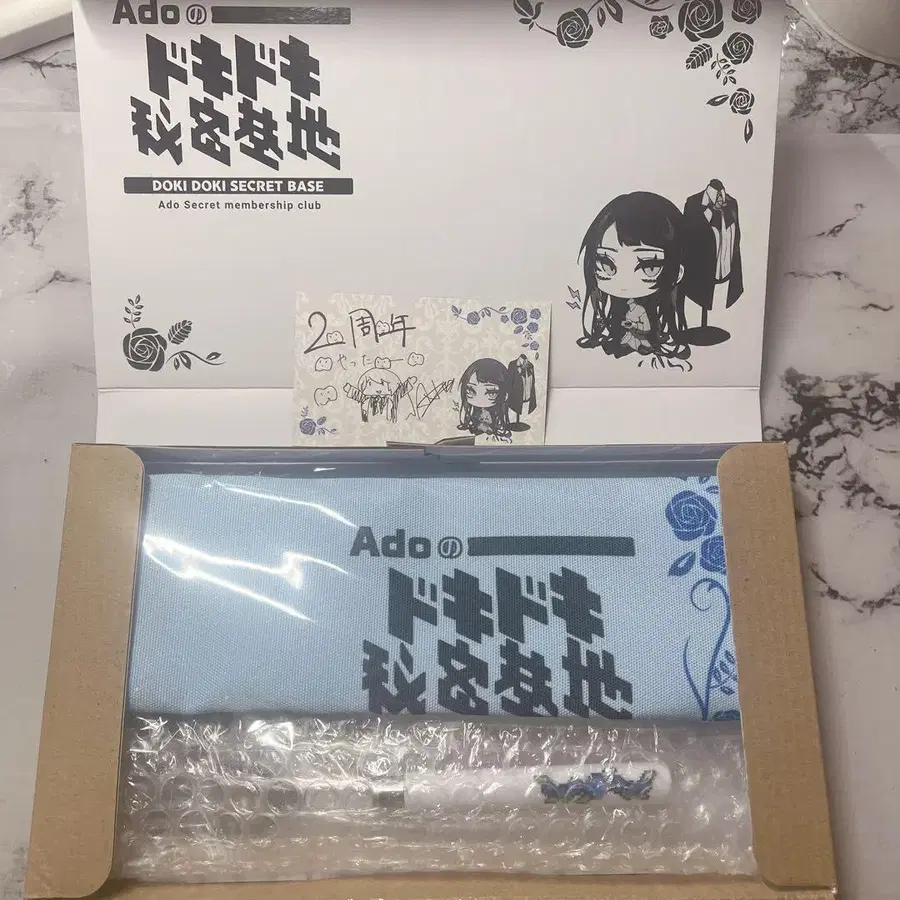 Adoの
ドキドキ
秘密基地
DOKI DOKI SECRET BASE
Ado Secret membership club
2周年
やったー
Adoの
ドキドキ
秘密基地